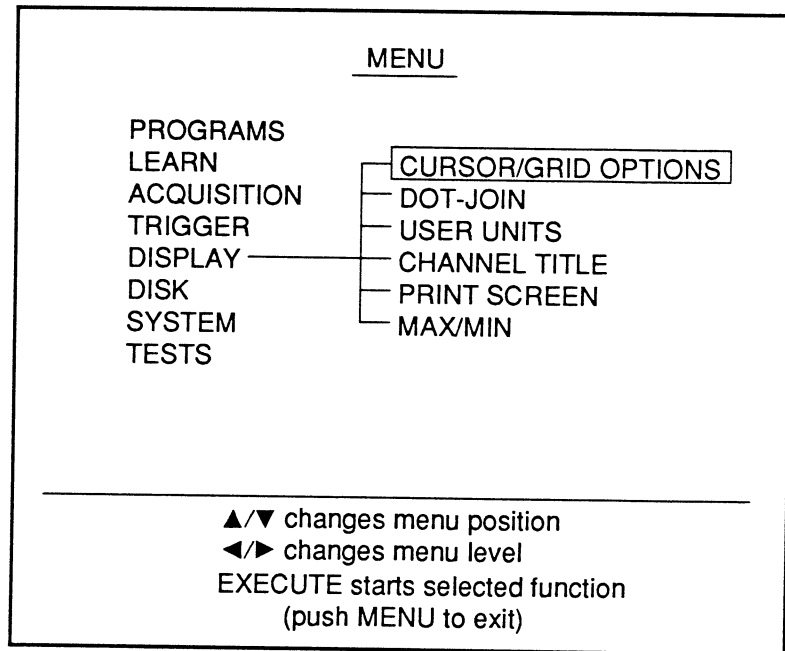 MENU
PROGRAMS
LEARN
ACQUISITION
TRIGGER
DISPLAY
DISK
SYSTEM
TESTS
CURSOR/GRID OPTIONS
DOT-JOIN
USER UNITS
CHANNEL TITLE
PRINT SCREEN
MAX/MIN
▲/▼ changes menu position
◄/► changes menu level
EXECUTE starts selected function
(push MENU to exit)